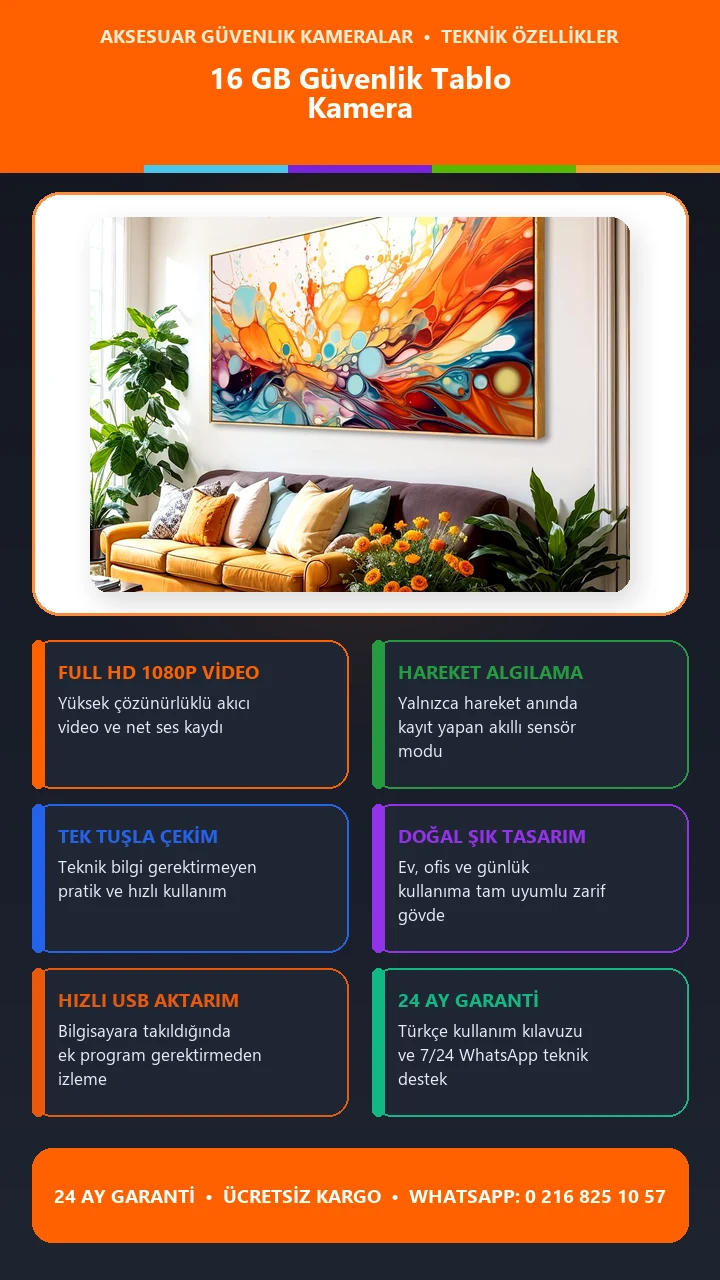 AKSESUAR GÜVENLIK KAMERALAR • TEKNİK ÖZELLİKLER
16 GB Güvenlik Tablo
Kamera
FULL HD 1080P VİDEO
Yüksek çözünürlüklü akıcı
video ve net ses kaydı
HAREKET ALGILAMA
Yalnızca hareket anında
kayıt yapan akıllı sensör
modu
TEK TUŞLA ÇEKİM
Teknik bilgi gerektirmeyen
pratik ve hızlı kullanım
DOĞAL ŞIK TASARIM
Ev, ofis ve günlük
kullanıma tam uyumlu zarif
gövde
HIZLI USB AKTARIM
Bilgisayara takıldığında
ek program gerektirmeden
izleme
24 AY GARANTİ
Türkçe kullanım kılavuzu
ve 7/24 WhatsApp teknik
destek
24 AY GARANTİ • ÜCRETSİZ KARGO • WHATSAPP: 0 216 825 10 57